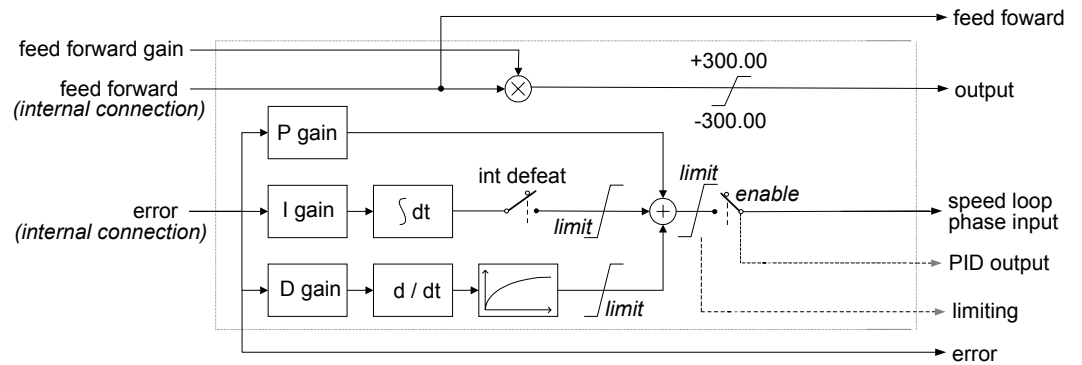 feed foward
feed forward gain
+300.00
feed forward
(internal connection)
output
-300.00
P gain
int defeat
limit
enable
error
(internal connection)
I gain
∫ dt
limit
+
speed loop
phase input
PID output
D gain
d / dt
limit
limiting
error